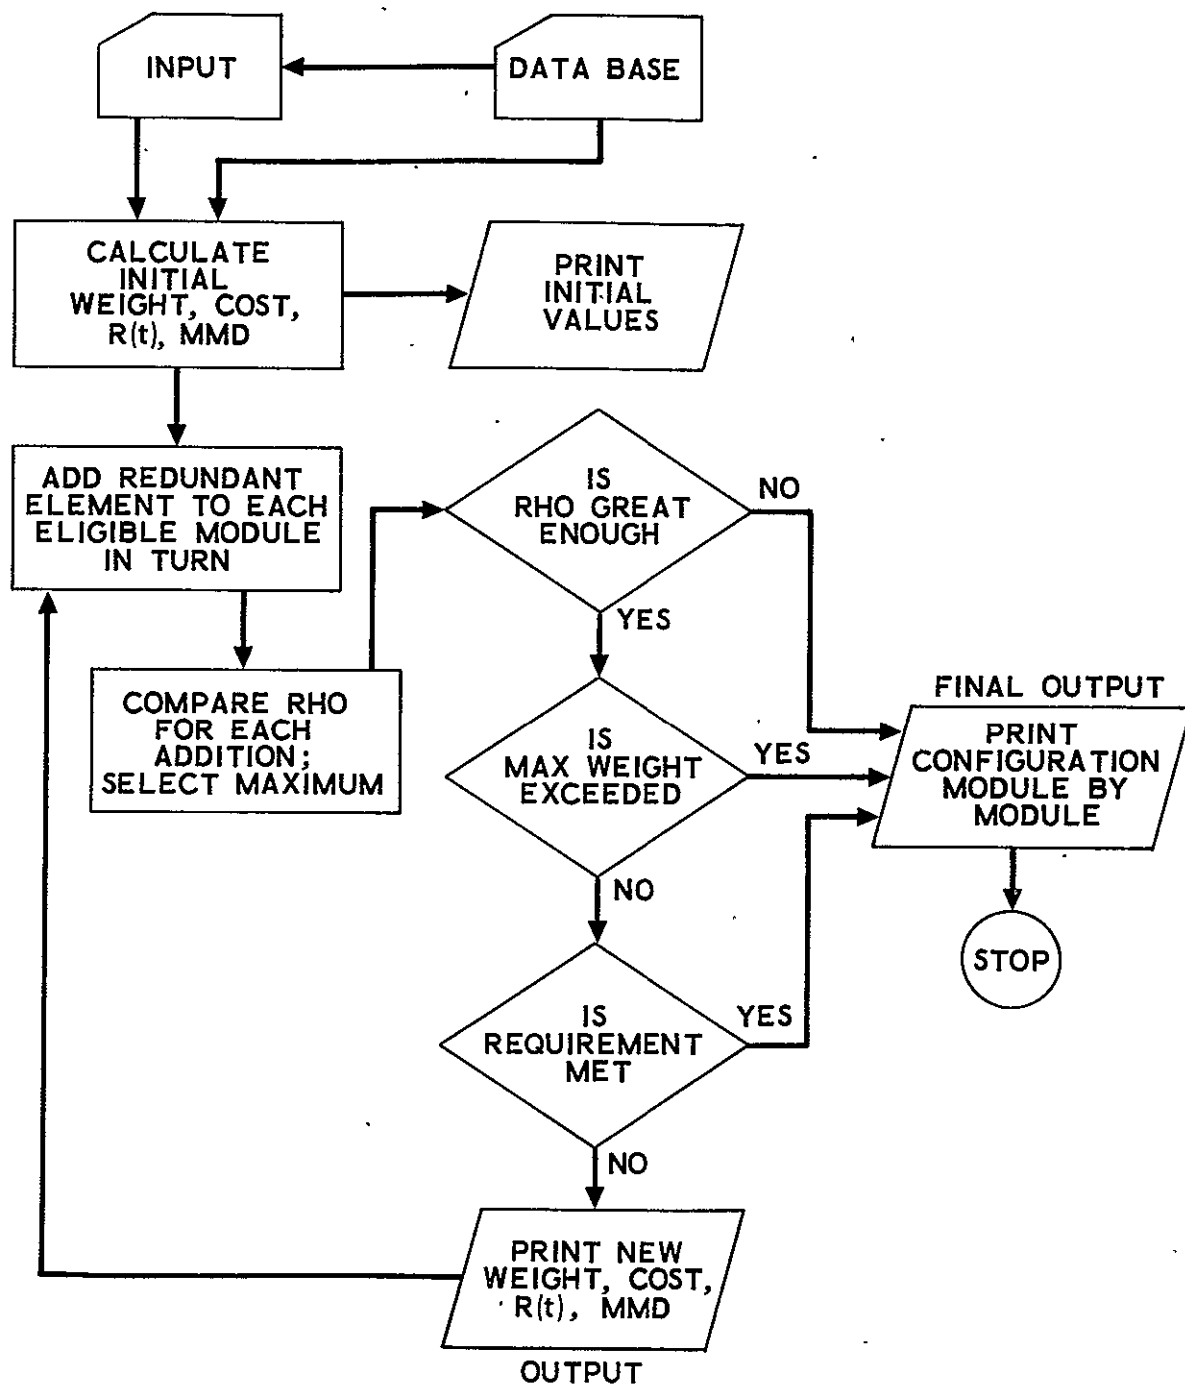 INPUT
DATA BASE
CALCULATE
INITIAL
WEIGHT, COST,
R(t), MMD
PRINT
INITIAL
VALUES
ADD REDUNDANT
ELEMENT TO EACH
ELIGIBLE MODULE
IN TURN
IS
RHO GREAT
ENOUGH
NO
YES
COMPARE RHO
FOR EACH
ADDITION;
SELECT MAXIMUM
IS
MAX WEIGHT
EXCEEDED
YES
NO
FINAL OUTPUT
PRINT
CONFIGURATION
MODULE BY
MODULE
STOP
IS
REQUIREMENT
MET
YES
NO
PRINT NEW
WEIGHT, COST,
R(t), MMD
OUTPUT